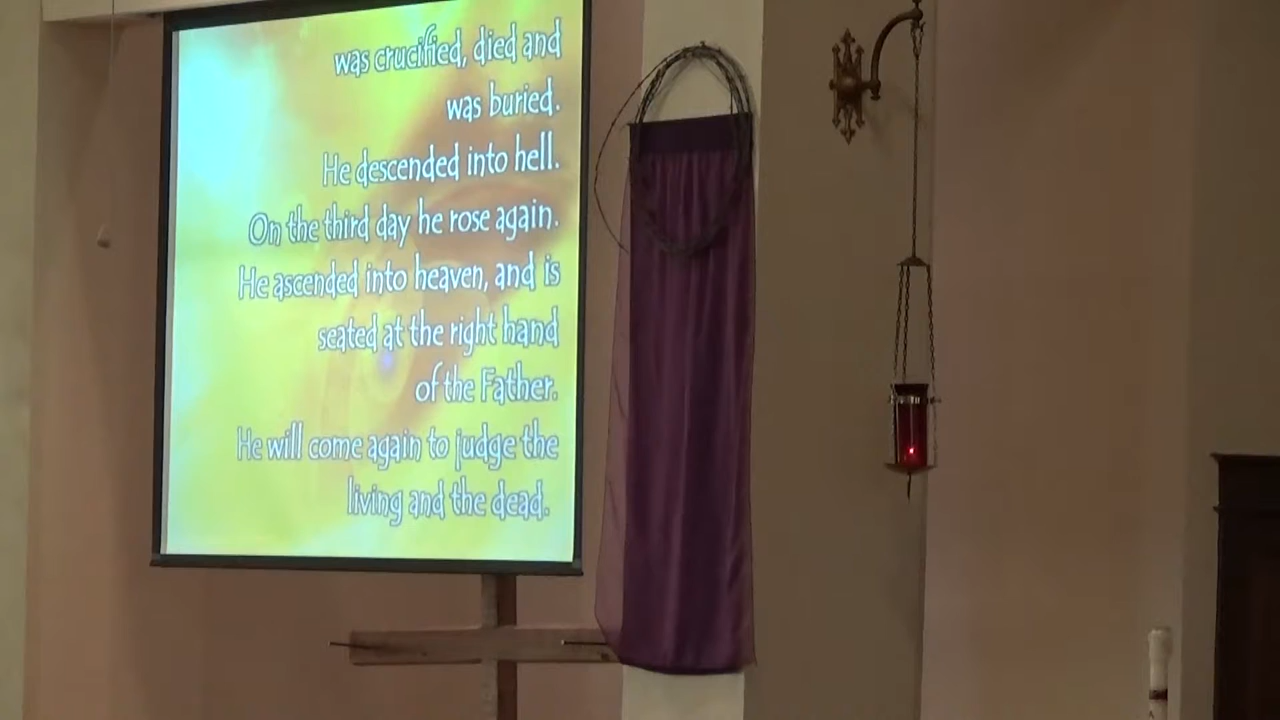 was crucified, died and
was buried.
He descended into hell.
On the third day he rose again.
He ascended into heaven, and is
seated at the right hand
of the Father.
He will come again to judge the
living and the dead.